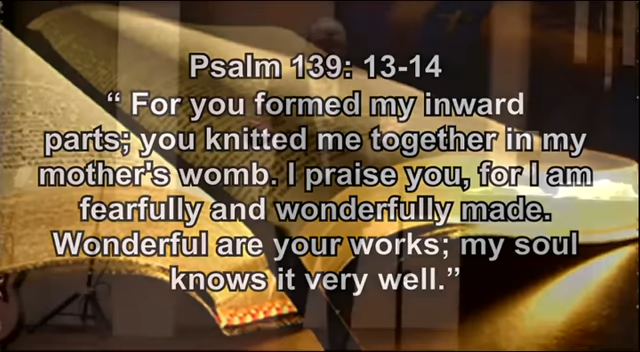 Psalm 139: 13-14
“ For you formed my inward
parts; you knitted me together in my
mother's womb. I praise you, for I am
fearfully and wonderfully made.
Wonderful are your works; my soul
knows it very well.”